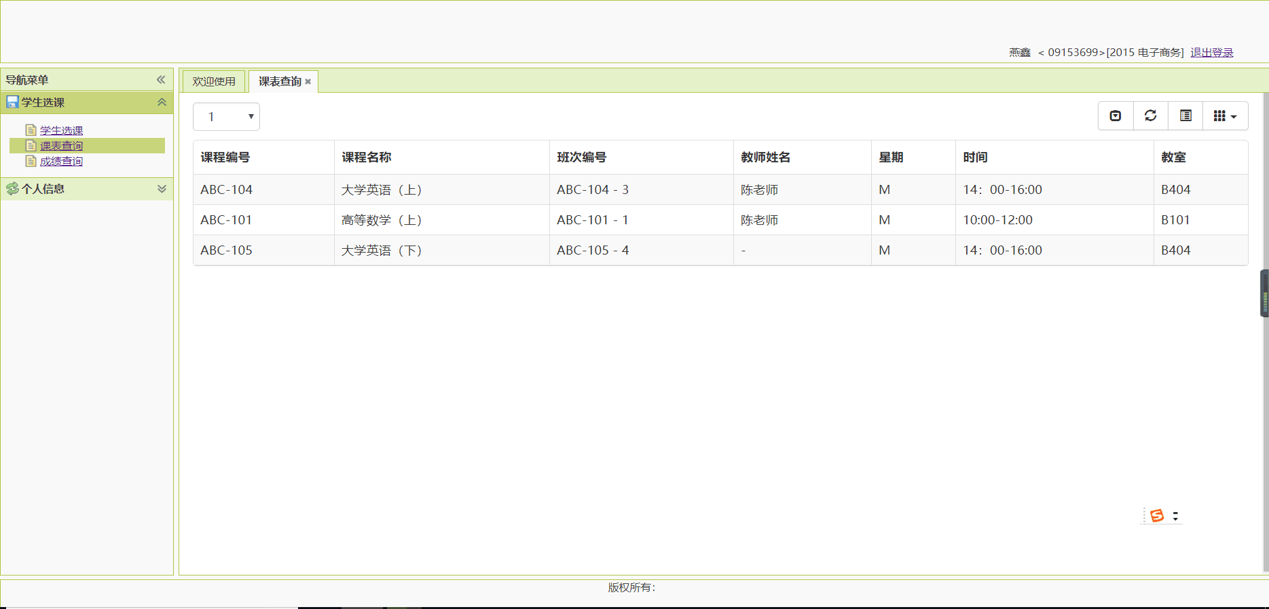 燕鑫 < 09153699>[2015 电子商务] 退出登录
导航菜单
学生选课
学生选课
课表查询
成绩查询
个人信息
欢迎使用 课表查询
1
课程编号 课程名称 班次编号 教师姓名 星期 时间 教室
ABC-104 大学英语（上） ABC-104 - 3 陈老师 M 14：00-16:00 B404
ABC-101 高等数学（上） ABC-101 - 1 陈老师 M 10:00-12:00 B101
ABC-105 大学英语（下） ABC-105 - 4 - M 14：00-16:00 B404
版权所有：